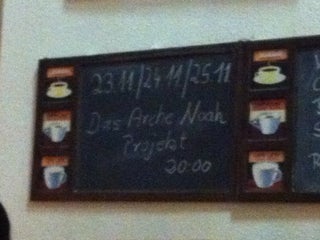 23.11/24.11/25.11
Das Arche Noah
Projekt
20:00